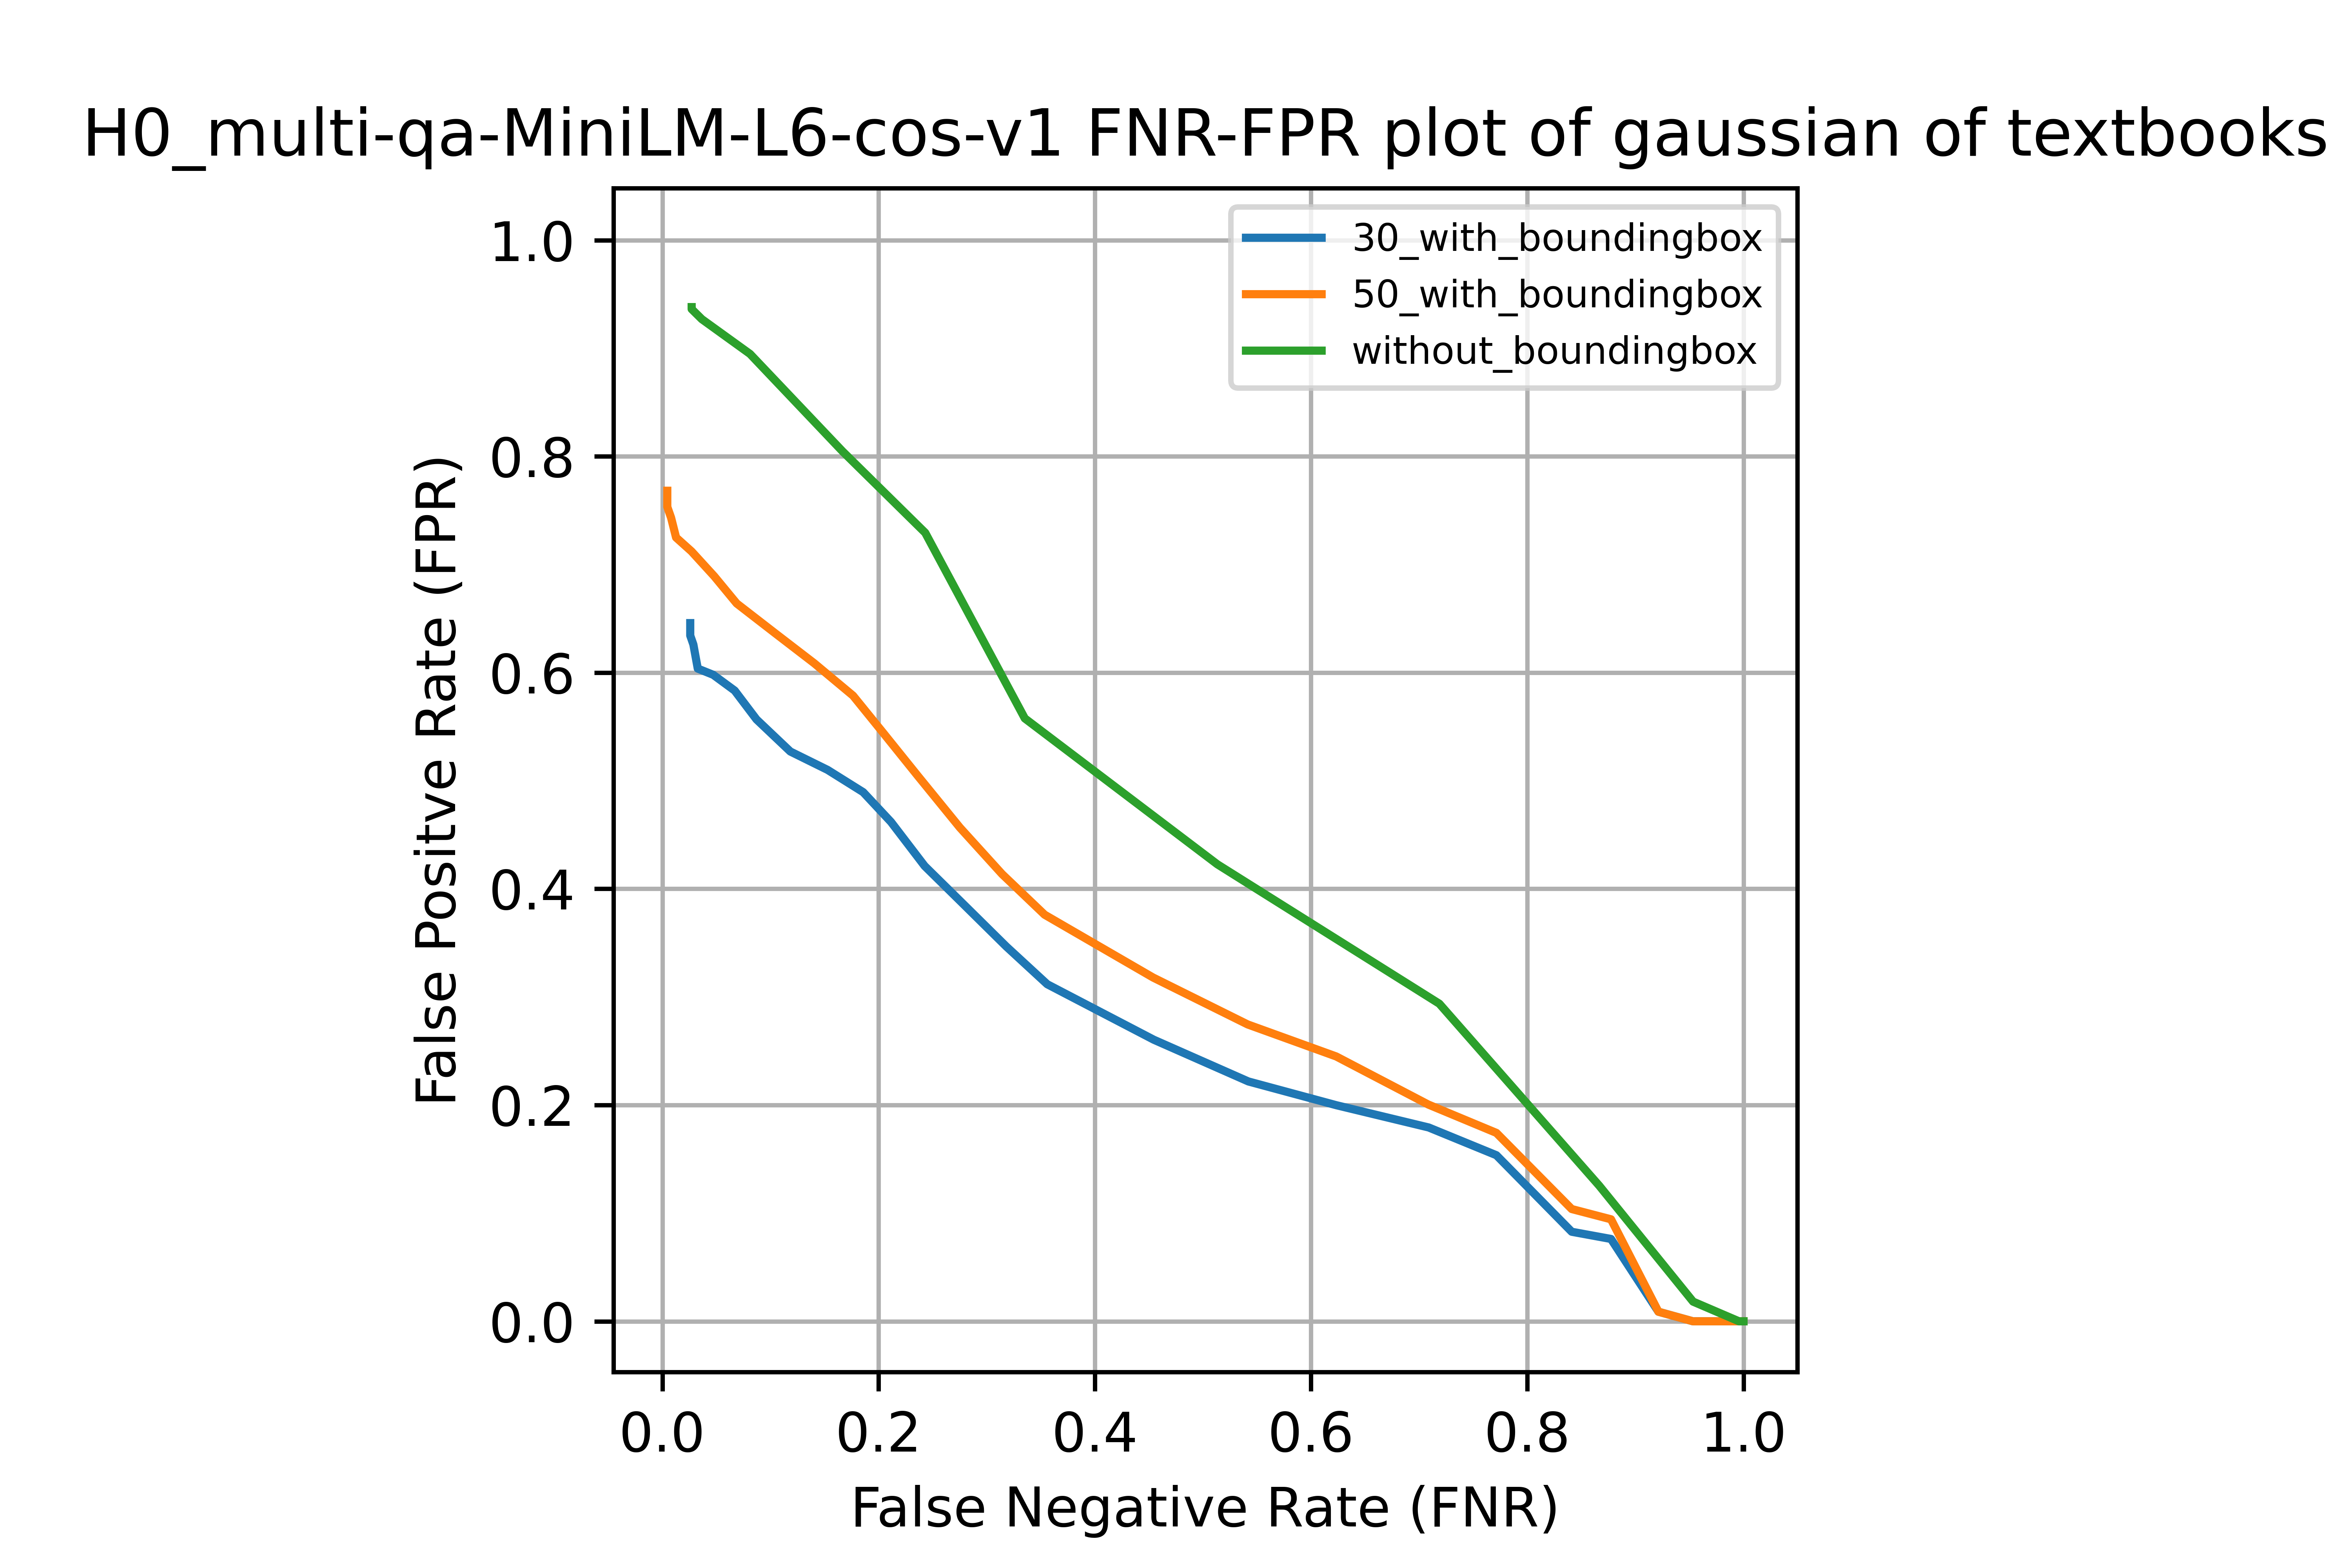 H0_multi-qa-MiniLM-L6-cos-v1 FNR-FPR plot of gaussian of textbooks
30_with_boundingbox
50_with_boundingbox
without_boundingbox
False Positve Rate (FPR)
1.0
0.8
0.6
0.4
0.2
0.0
0.0 0.2 0.4 0.6 0.8 1.0
False Negative Rate (FNR)